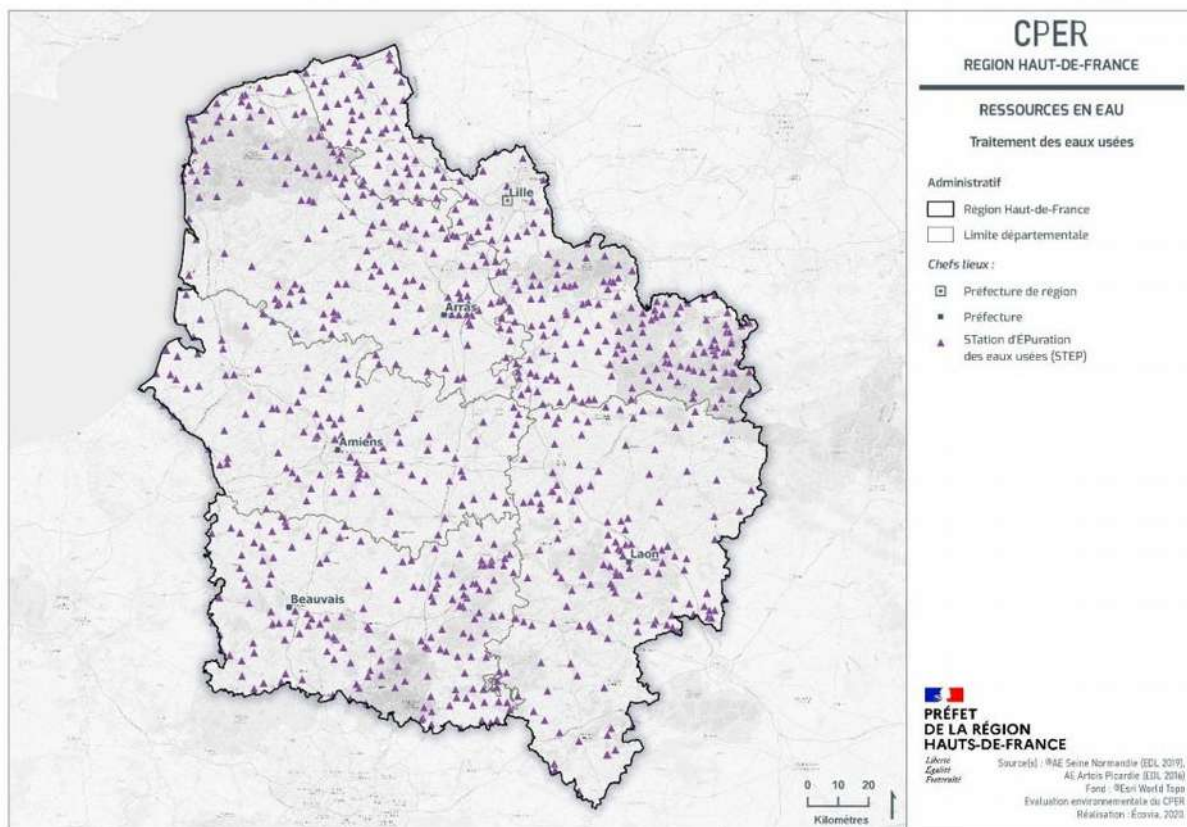 CPER
REGION HAUT-DE-FRANCE
RESSOURCES EN EAU
Traitement des eaux usées
Administratif
Région Haut-de-France
Limite départementale
Chefs lieux :
Préfecture de région
Préfecture
STation d'ÉPuration
des eaux usées (STEP)
Lille
Arras
Amiens
Laon
Beauvais
0 10 20
Kilomètres
PRÉFET
DE LA RÉGION
HAUTS-DE-FRANCE
Liberté
Égalité
Fraternité
Source(s) : ®AE Seine Normandie (EDL 2019),
AE Artois Picardie (EDL 2016)
Fond : ®Esri World Topo
Evaluation environnementale du CPER
Réalisation : Écovia, 2020